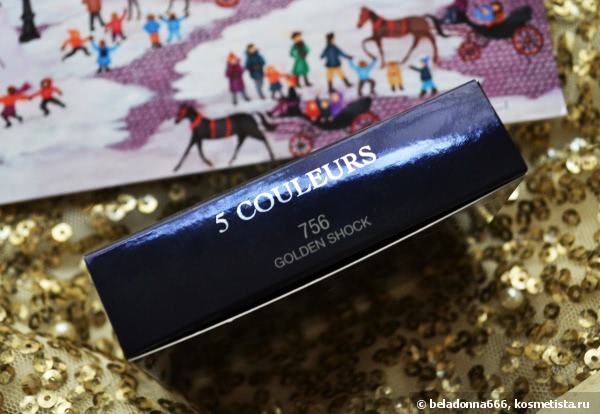 5 COULEURS
756
GOLDEN SHOCK
© beladonna666, kosmetista.ru